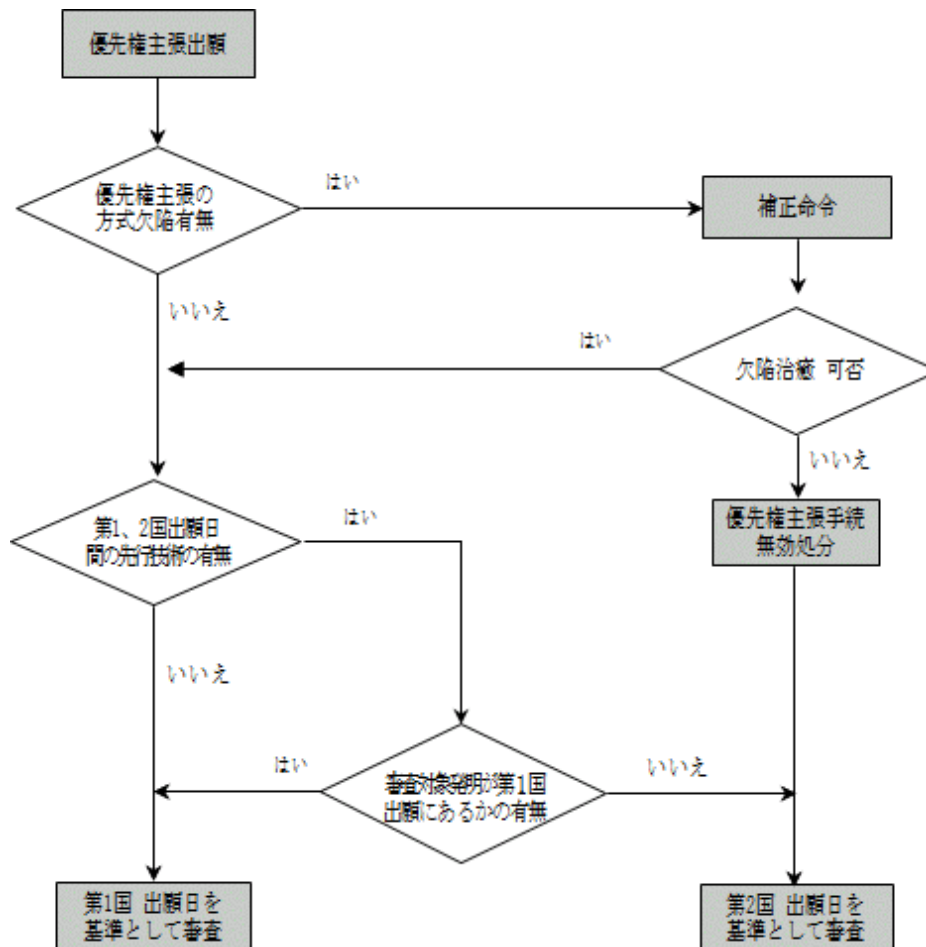 優先権主張出願
優先権主張の
方式欠陥有無
はい
補正命令
いいえ
はい
欠陥治癒 可否
いいえ
第1、2国出願日
間の先行技術の有無
はい
優先権主張手続
無効処分
いいえ
はい
審査対象発明が第1国
出願にあるかの有無
いいえ
第1国 出願日を
基準として審査
第2国 出願日を
基準として審査